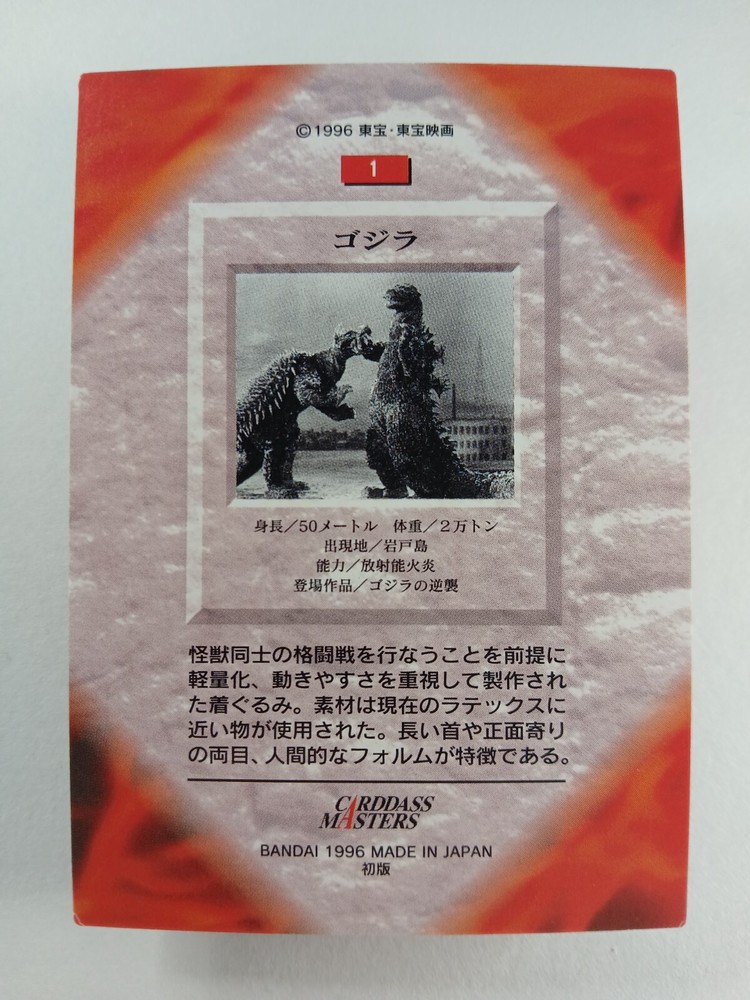 ©1996 東宝・東宝映画
1
ゴジラ
身長／50メートル　体重／2万トン
出現地／岩戸島
能力／放射能火炎
登場作品／ゴジラの逆襲
怪獣同士の格闘戦を行なうことを前提に
軽量化、動きやすさを重視して製作され
た着ぐるみ。素材は現在のラテックスに
近い物が使用された。長い首や正面寄り
の両目、人間的なフォルムが特徴である。
CARDDASS
MASTERS
BANDAI 1996 MADE IN JAPAN
初版